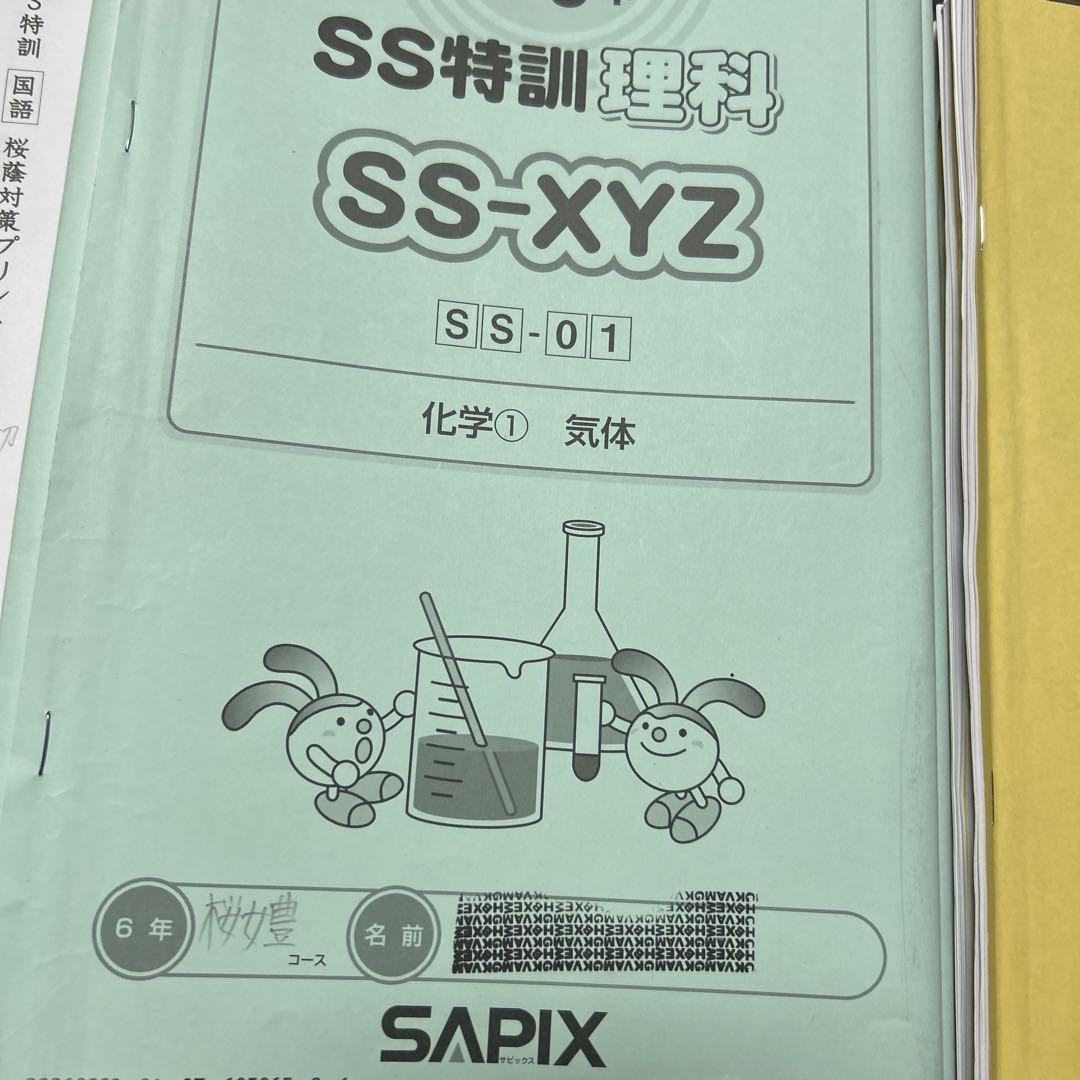 S特訓 国語 桜蔭対策プリン
SS特訓理科
SS-XYZ
SS-01
化学① 気体
6年
桜女豊
コース
名前
SAPIX
サピックス